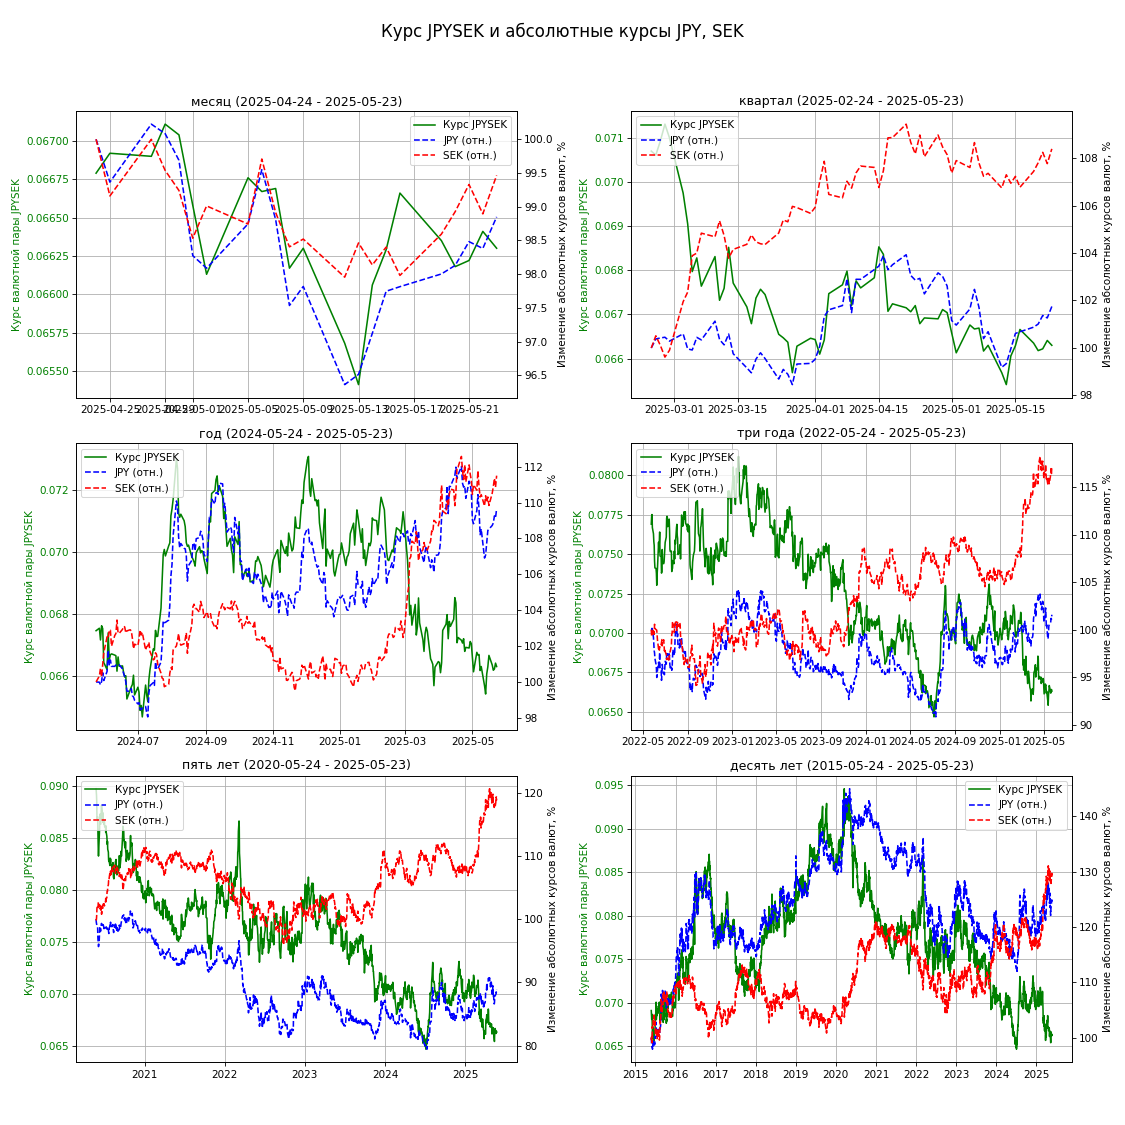 Курс JPYSEK и абсолютные курсы JPY, SEK
месяц (2025-04-24 - 2025-05-23)
Курс валютной пары JPYSEK
0.06700
0.06675
0.06650
0.06625
0.06600
0.06575
0.06550
Курс JPYSEK
JPY (отн.)
SEK (отн.)
100.0
99.5
99.0
98.5
98.0
97.5
97.0
96.5
Изменение абсолютных курсов валют, %
2025-04-25 2025-04-29 2025-05-01 2025-05-05 2025-05-09 2025-05-13 2025-05-17 2025-05-21
квартал (2025-02-24 - 2025-05-23)
Курс валютной пары JPYSEK
0.071
0.070
0.069
0.068
0.067
0.066
Курс JPYSEK
JPY (отн.)
SEK (отн.)
108
106
104
102
100
98
Изменение абсолютных курсов валют, %
2025-03-01 2025-03-15 2025-04-01 2025-04-15 2025-05-01 2025-05-15
год (2024-05-24 - 2025-05-23)
Курс валютной пары JPYSEK
0.072
0.070
0.068
0.066
Курс JPYSEK
JPY (отн.)
SEK (отн.)
112
110
108
106
104
102
100
98
Изменение абсолютных курсов валют, %
2024-07 2024-09 2024-11 2025-01 2025-03 2025-05
три года (2022-05-24 - 2025-05-23)
Курс валютной пары JPYSEK
0.0800
0.0775
0.0750
0.0725
0.0700
0.0675
0.0650
Курс JPYSEK
JPY (отн.)
SEK (отн.)
115
110
105
100
95
90
Изменение абсолютных курсов валют, %
2022-05 2022-09 2023-01 2023-05 2023-09 2024-01 2024-05 2024-09 2025-01 2025-05
пять лет (2020-05-24 - 2025-05-23)
Курс валютной пары JPYSEK
0.090
0.085
0.080
0.075
0.070
0.065
Курс JPYSEK
JPY (отн.)
SEK (отн.)
120
110
100
90
80
Изменение абсолютных курсов валют, %
2021 2022 2023 2024 2025
десять лет (2015-05-24 - 2025-05-23)
Курс валютной пары JPYSEK
0.095
0.090
0.085
0.080
0.075
0.070
0.065
Курс JPYSEK
JPY (отн.)
SEK (отн.)
140
130
120
110
100
Изменение абсолютных курсов валют, %
2015 2016 2017 2018 2019 2020 2021 2022 2023 2024 2025